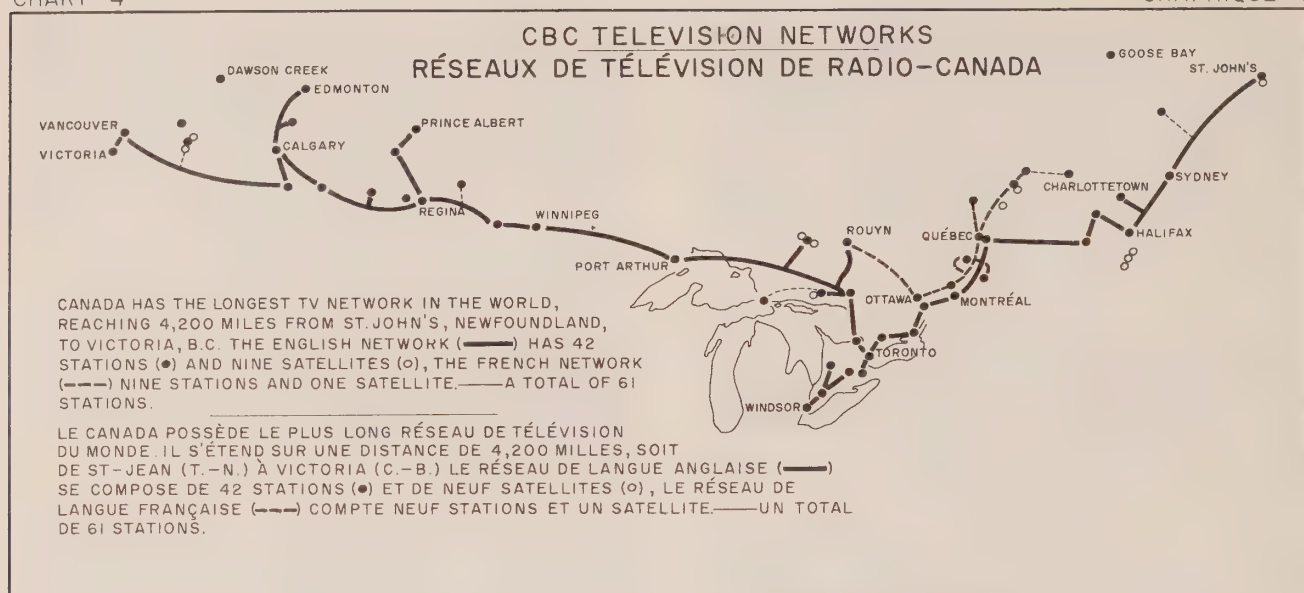 CHART 4
CBC TELEVISION NETWORKS
RÉSEAUX DE TÉLÉVISION DE RADIO-CANADA
GOOSE BAY
ST. JOHN'S
DAWSON CREEK
EDMONTON
VANCOUVER
PRINCE ALBERT
VICTORIA
CALGARY
SYDNEY
CHARLOTTETOWN
REGINA
WINNIPEG
ROUYN
QUÉBEC
HALIFAX
PORT ARTHUR
OTTAWA
MONTRÉAL
TORONTO
WINDSOR
CANADA HAS THE LONGEST TV NETWORK IN THE WORLD,
REACHING 4,200 MILES FROM ST. JOHN'S, NEWFOUNDLAND,
TO VICTORIA, B.C. THE ENGLISH NETWORK (——) HAS 42
STATIONS (●) AND NINE SATELLITES (o), THE FRENCH NETWORK
(---) NINE STATIONS AND ONE SATELLITE.——A TOTAL OF 61
STATIONS.
LE CANADA POSSÈDE LE PLUS LONG RÉSEAU DE TÉLÉVISION
DU MONDE. IL S'ÉTEND SUR UNE DISTANCE DE 4,200 MILLES, SOIT
DE ST-JEAN (T.-N.) À VICTORIA (C.-B.) LE RÉSEAU DE LANGUE ANGLAISE (——)
SE COMPOSE DE 42 STATIONS (●) ET DE NEUF SATELLITES (o), LE RÉSEAU DE
LANGUE FRANÇAISE (---) COMPTE NEUF STATIONS ET UN SATELLITE.——UN TOTAL
DE 61 STATIONS.